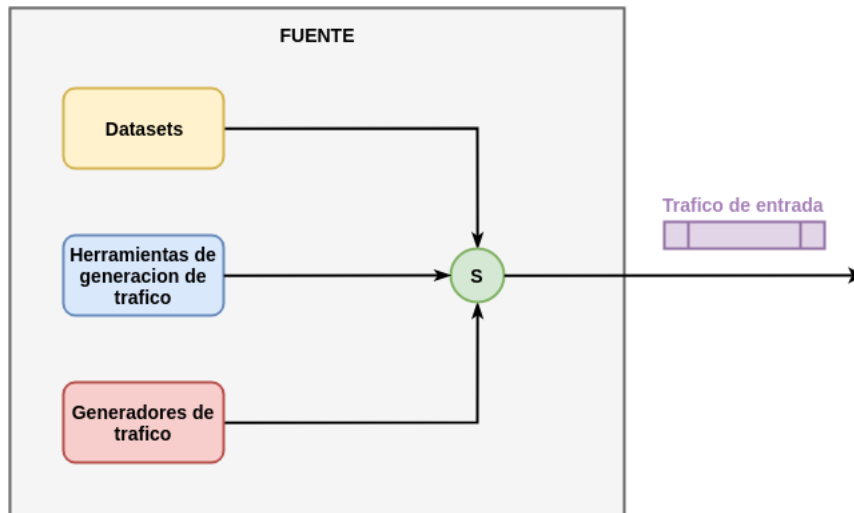 FUENTE
Datasets
Trafico de entrada
Herramientas de
generacion de
trafico
S
Generadores de
trafico